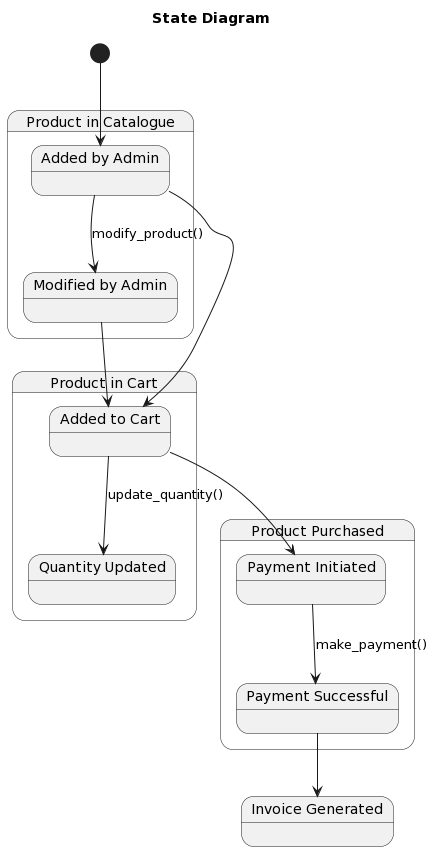 State Diagram
Product in Catalogue
Added by Admin
modify_product()
Modified by Admin
Product in Cart
Added to Cart
update_quantity()
Quantity Updated
Product Purchased
Payment Initiated
make_payment()
Payment Successful
Invoice Generated